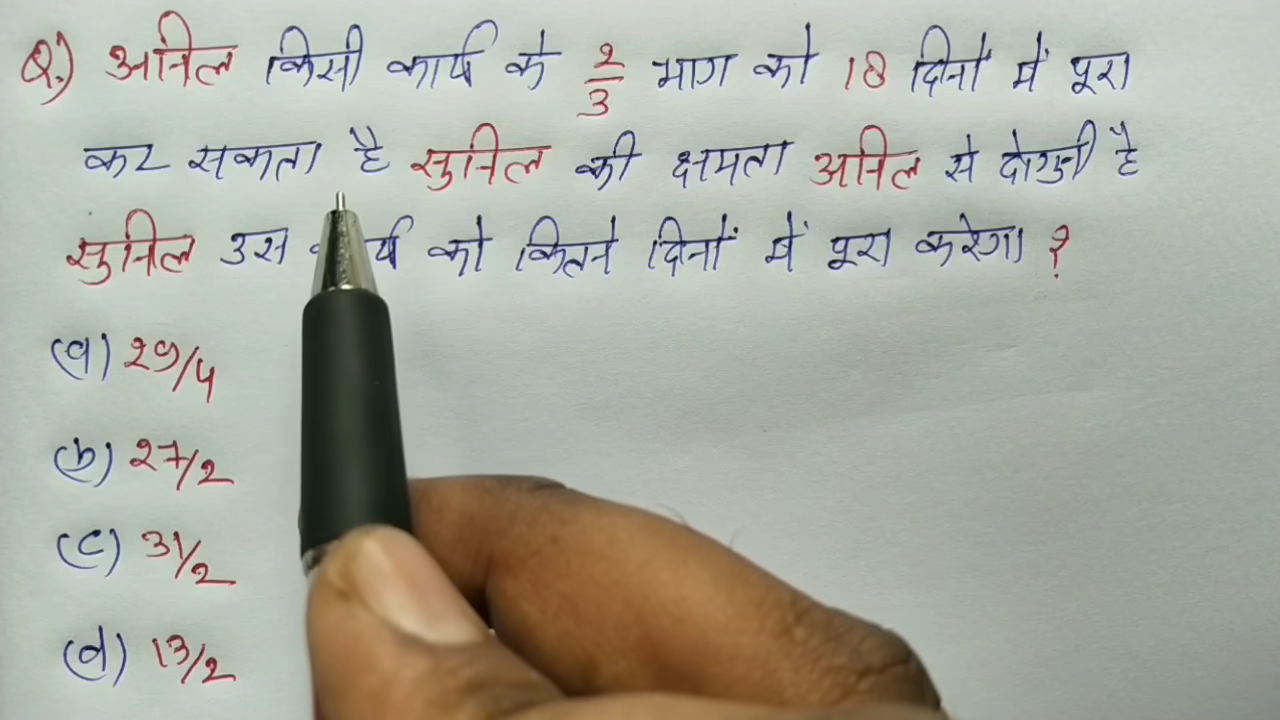 Q.) अनिल किसी कार्य के 2/3 भाग को 18 दिनों में पूरा
कर सकता है सुनिल की क्षमता अनिल से दोगुनी है
सुनिल उस कार्य को कितने दिनों में पूरा करेगा ?
(a) 29/4
(b) 27/2
(c) 31/2
(d) 13/2